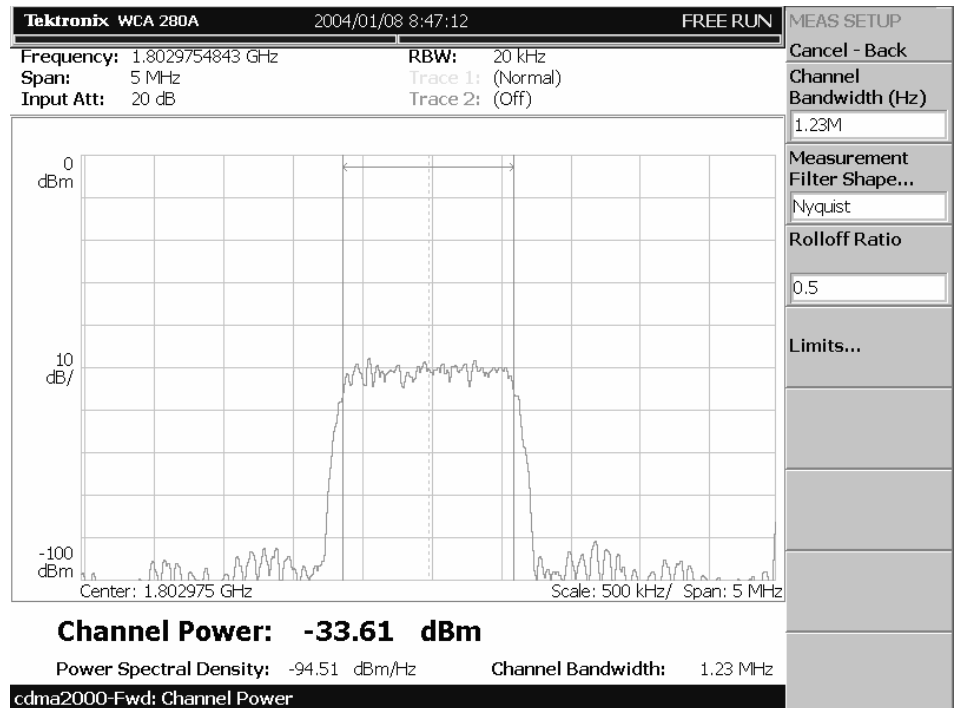 Tektronix WCA 280A 2004/01/08 8:47:12 FREE RUN
Frequency: 1.8029754843 GHz RBW: 20 kHz
Span: 5 MHz Trace 1: (Normal)
Input Att: 20 dB Trace 2: (Off)
0
dBm
10
dB/
-100
dBm
Center: 1.802975 GHz Scale: 500 kHz/ Span: 5 MHz
Channel Power: -33.61 dBm
Power Spectral Density: -94.51 dBm/Hz Channel Bandwidth: 1.23 MHz
cdma2000-Fwd: Channel Power
MEAS SETUP
Cancel - Back
Channel
Bandwidth (Hz)
1.23M
Measurement
Filter Shape...
Nyquist
Rolloff Ratio
0.5
Limits...